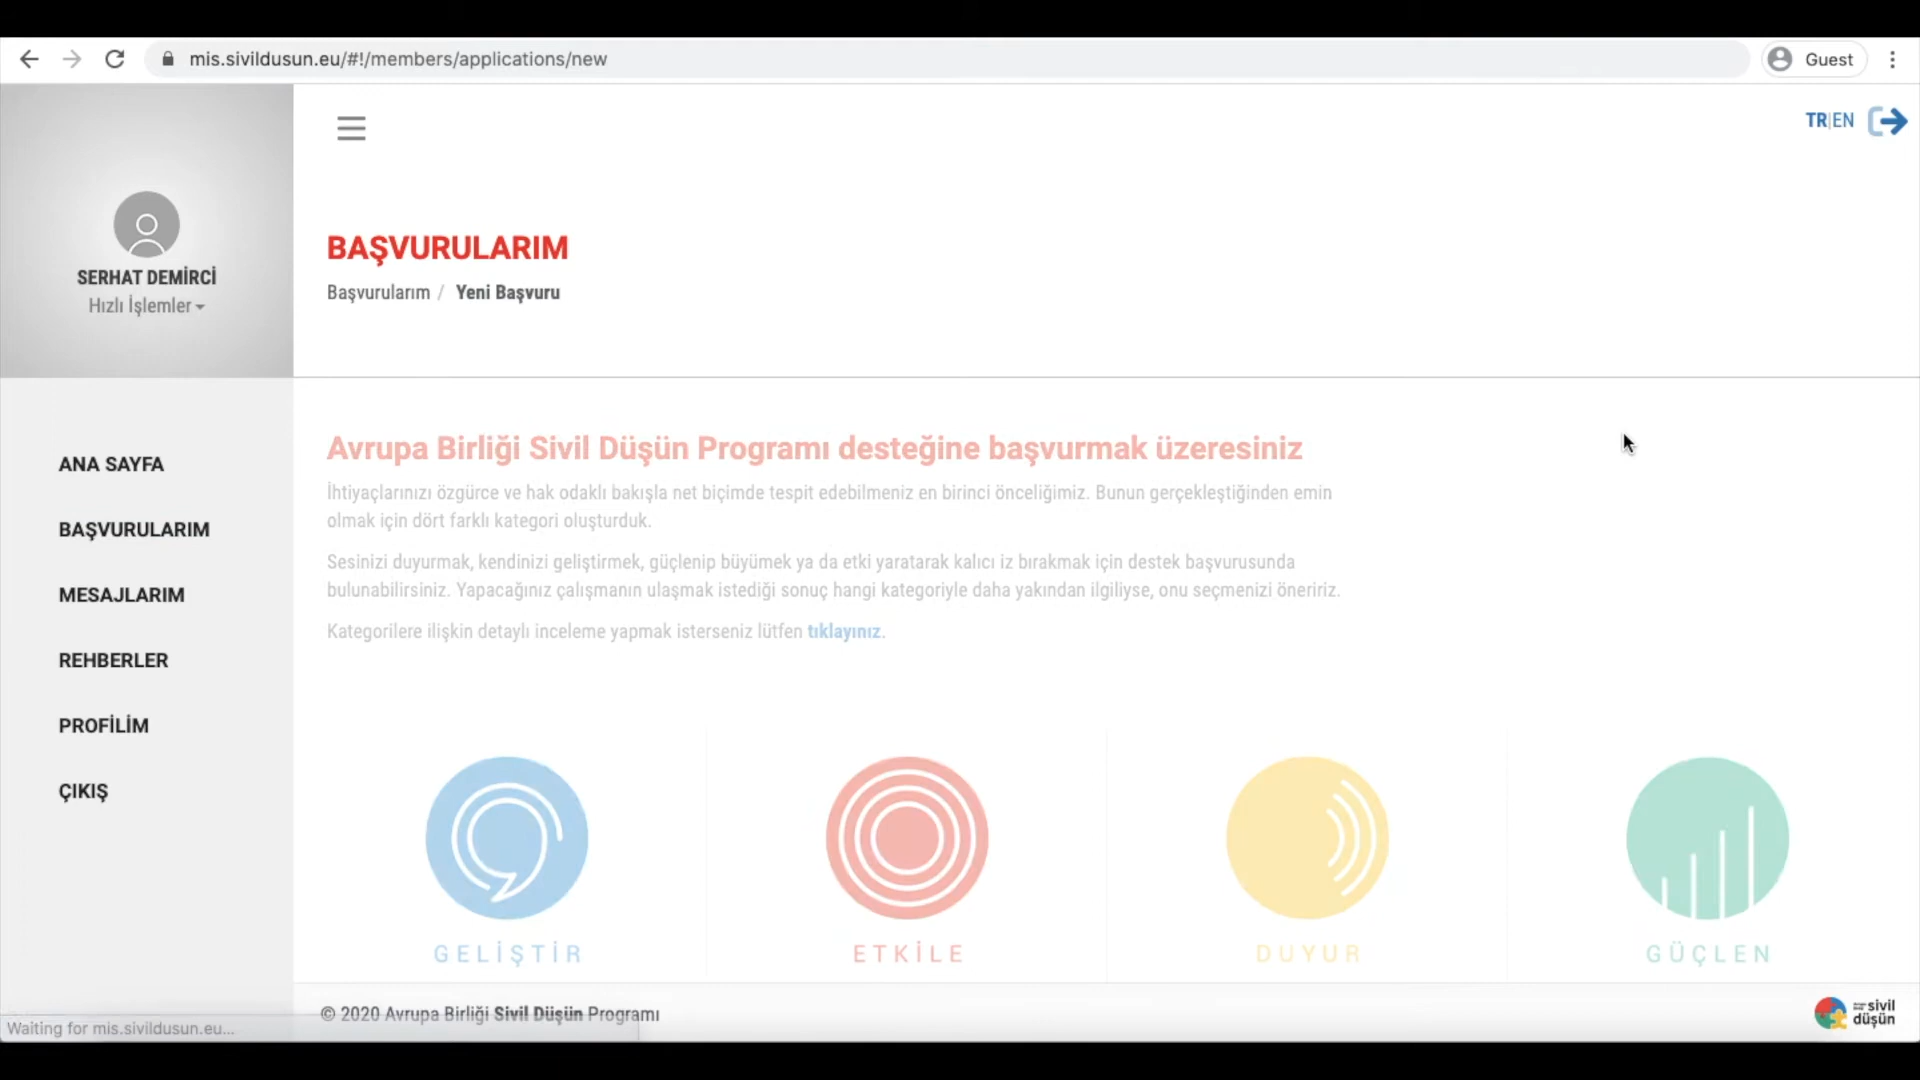 mis.sivildusun.eu/#!/members/applications/new
Guest
TR|EN
SERHAT DEMİRCİ
Hızlı İşlemler
BAŞVURULARIM
Başvurularım / Yeni Başvuru
ANA SAYFA
BAŞVURULARIM
MESAJLARIM
REHBERLER
PROFİLİM
ÇIKIŞ
Avrupa Birliği Sivil Düşün Programı desteğine başvurmak üzeresiniz
İhtiyaçlarınızı özgürce ve hak odaklı bakışla net biçimde tespit edebilmeniz en birinci önceliğimiz. Bunun gerçekleştiğinden emin
olmak için dört farklı kategori oluşturduk.
Sesinizi duyurmak, kendinizi geliştirmek, güçlenip büyümek ya da etki yaratarak kalıcı iz bırakmak için destek başvurusunda
bulunabilirsiniz. Yapacağınız çalışmanın ulaşmak istediği sonuç hangi kategoriyle daha yakından ilgiliyse, onu seçmenizi öneririz.
Kategorilere ilişkin detaylı inceleme yapmak isterseniz lütfen tıklayınız.
GELİŞTİR
ETKİLE
DUYUR
GÜÇLEN
© 2020 Avrupa Birliği Sivil Düşün Programı
Waiting for mis.sivildusun.eu...
sivil
düşün